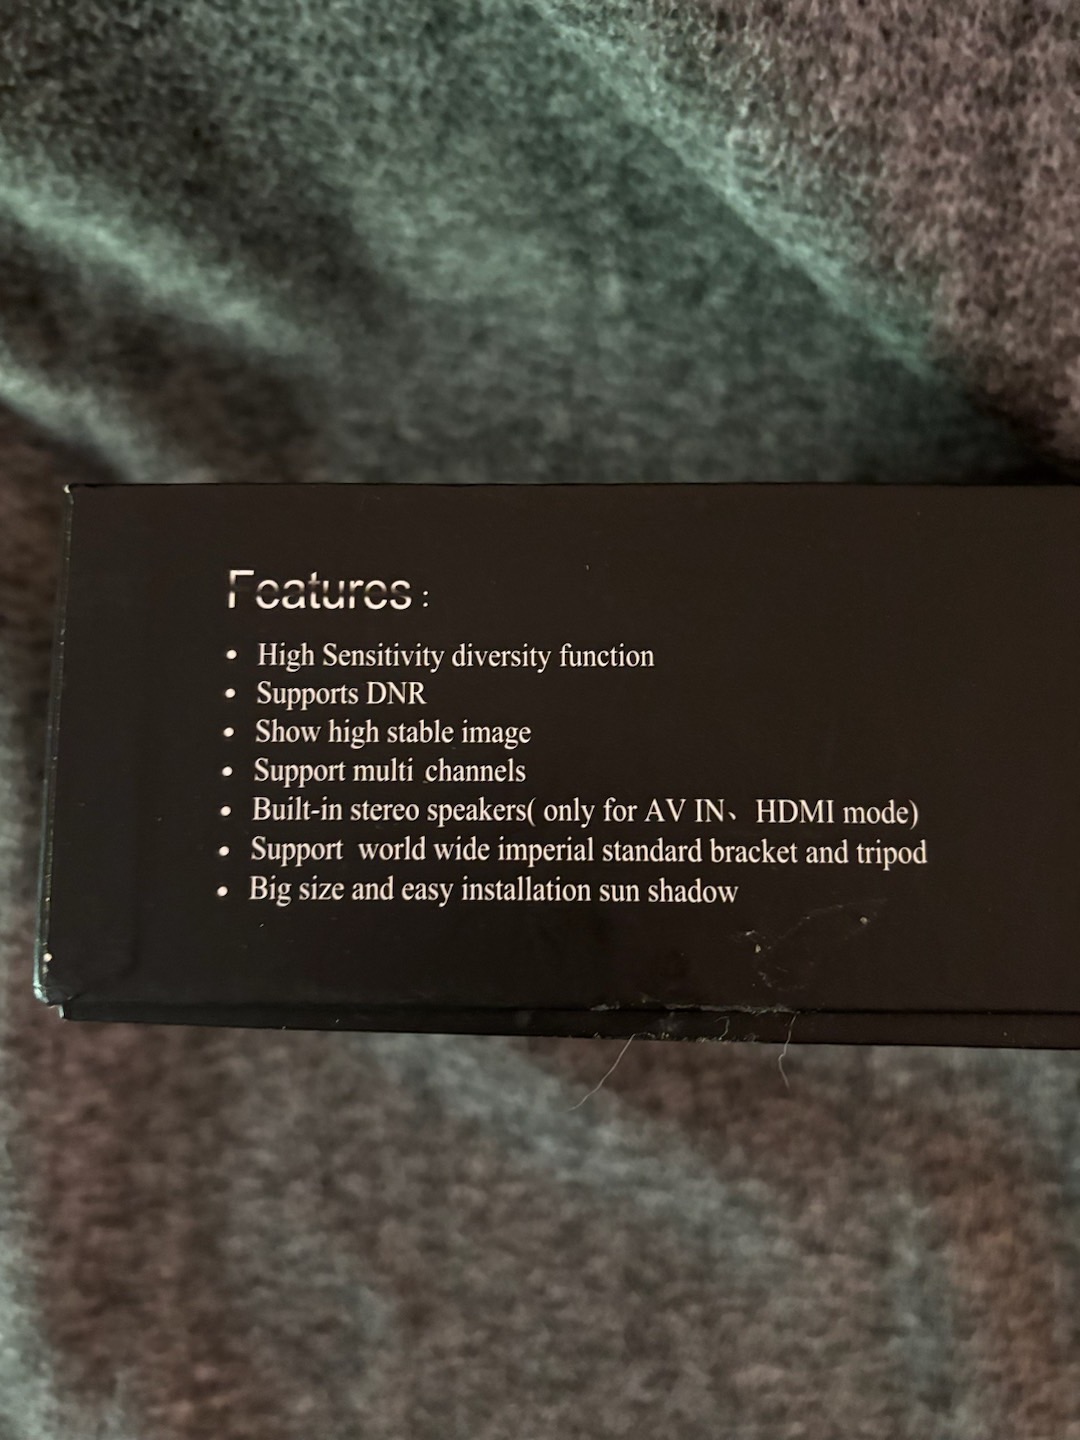 Features :
• High Sensitivity diversity function
• Supports DNR
• Show high stable image
• Support multi channels
• Built-in stereo speakers( only for AV IN、 HDMI mode)
• Support world wide imperial standard bracket and tripod
• Big size and easy installation sun shadow